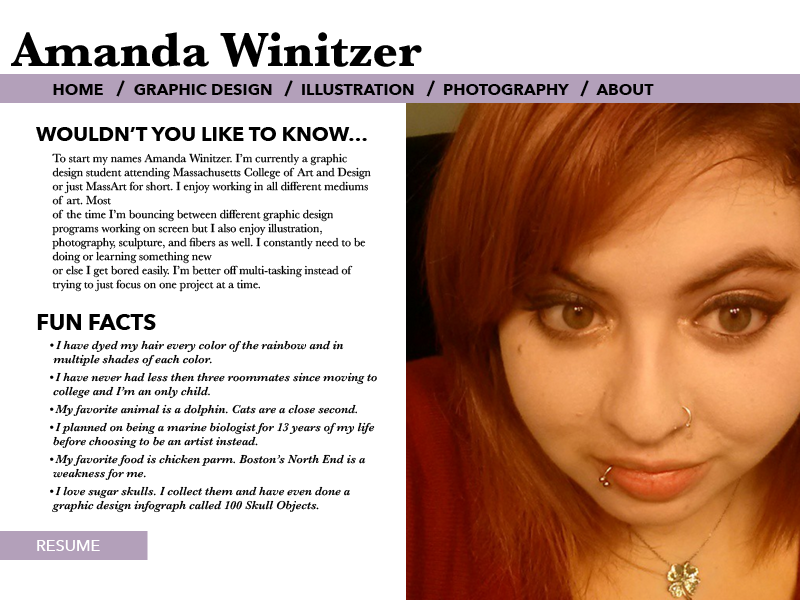 Amanda Winitzer
HOME / GRAPHIC DESIGN / ILLUSTRATION / PHOTOGRAPHY / ABOUT
WOULDN'T YOU LIKE TO KNOW...
To start my names Amanda Winitzer. I'm currently a graphic
design student attending Massachusetts College of Art and Design
or just MassArt for short. I enjoy working in all different mediums
of art. Most
of the time I'm bouncing between different graphic design
programs working on screen but I also enjoy illustration,
photography, sculpture, and fibers as well. I constantly need to be
doing or learning something new
or else I get bored easily. I'm better off multi-tasking instead of
trying to just focus on one project at a time.
FUN FACTS
• I have dyed my hair every color of the rainbow and in
multiple shades of each color.
• I have never had less then three roommates since moving to
college and I'm an only child.
• My favorite animal is a dolphin. Cats are a close second.
• I planned on being a marine biologist for 13 years of my life
before choosing to be an artist instead.
• My favorite food is chicken parm. Boston's North End is a
weakness for me.
• I love sugar skulls. I collect them and have even done a
graphic design infograph called 100 Skull Objects.
RESUME